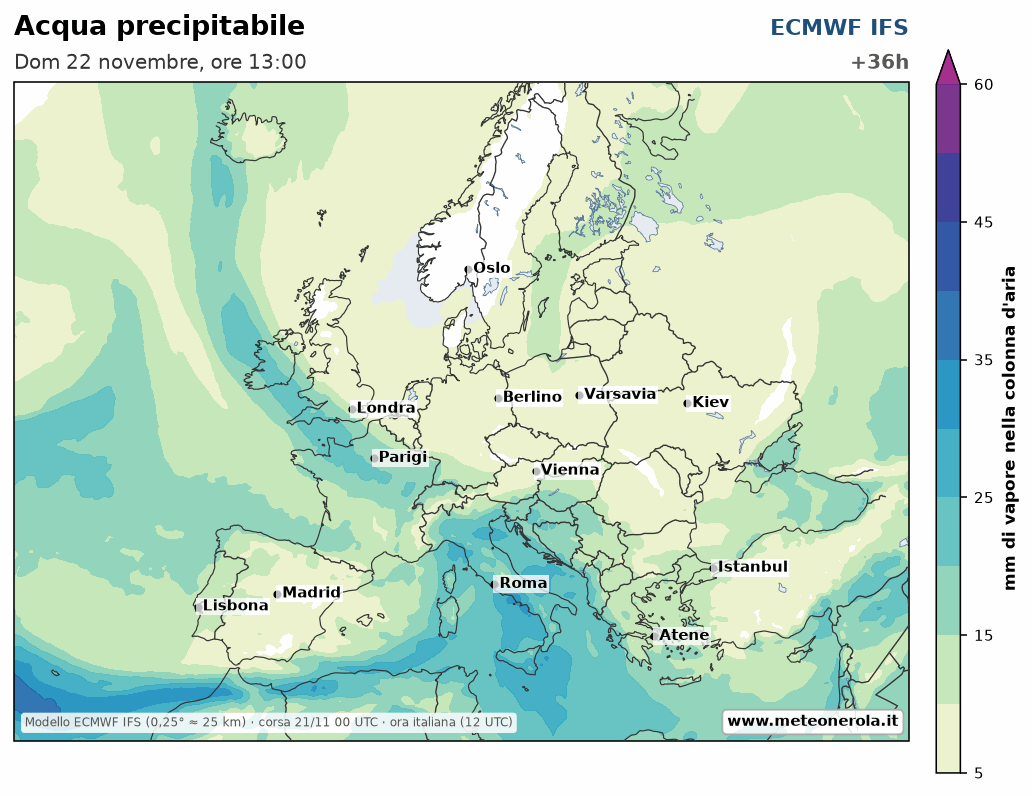 Acqua precipitabile
ECMWF IFS
Dom 22 novembre, ore 13:00
+36h
Oslo
Londra
Berlino
Varsavia
Kiev
Parigi
Vienna
Istanbul
Roma
Madrid
Lisbona
Atene
Modello ECMWF IFS (0,25° ≈ 25 km) · corsa 21/11 00 UTC · ora italiana (12 UTC)
www.meteonerola.it
60
45
35
25
15
5
mm di vapore nella colonna d'aria